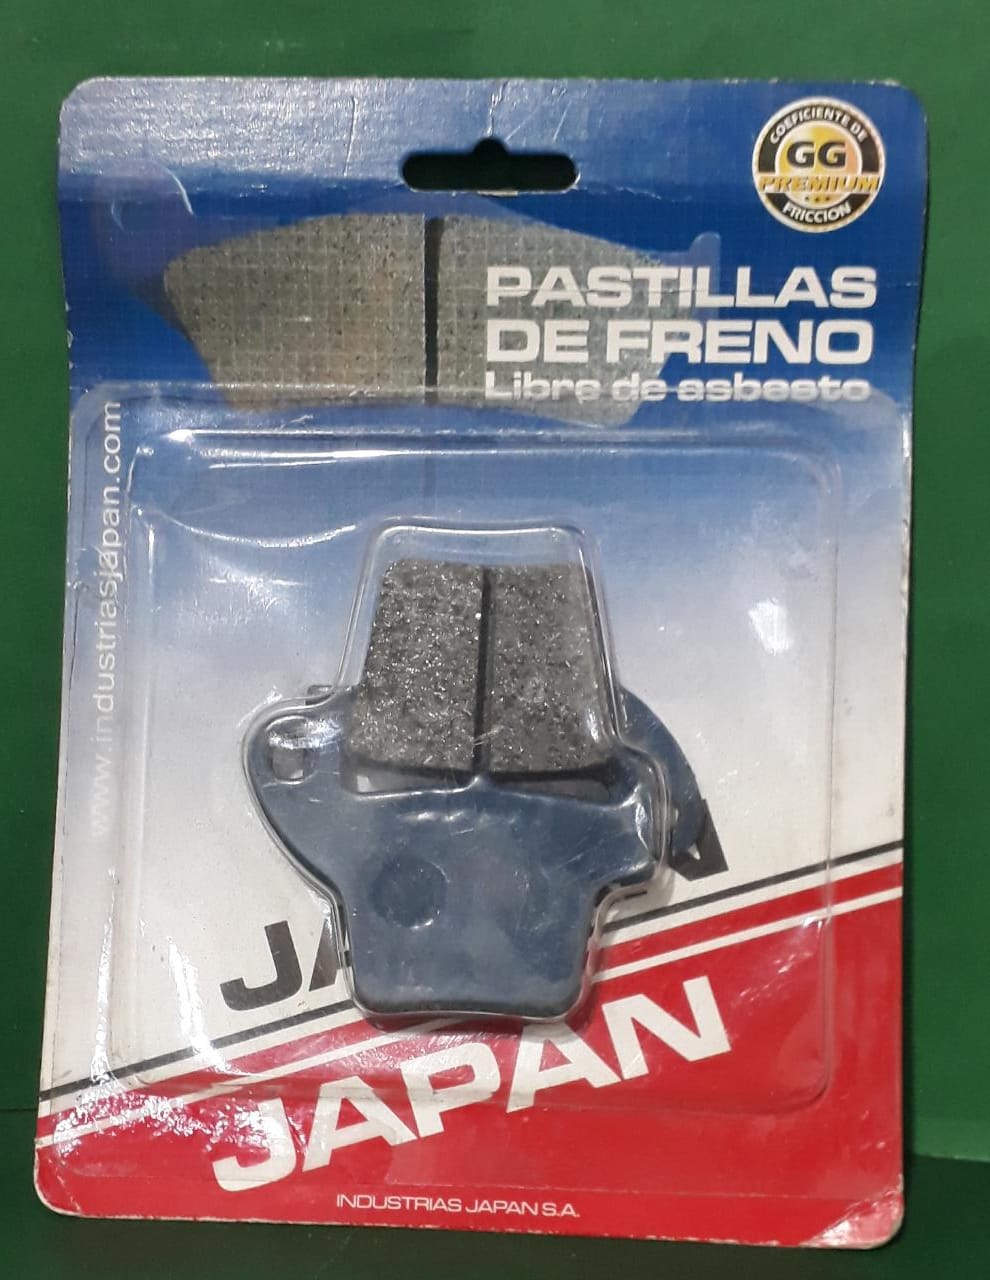 COEFICIENTE DE
GG
PREMIUM
FRICCION
PASTILLAS
DE FRENO
Libre de asbesto
www.industriasjapan.com
JAPAN
INDUSTRIAS JAPAN S.A.